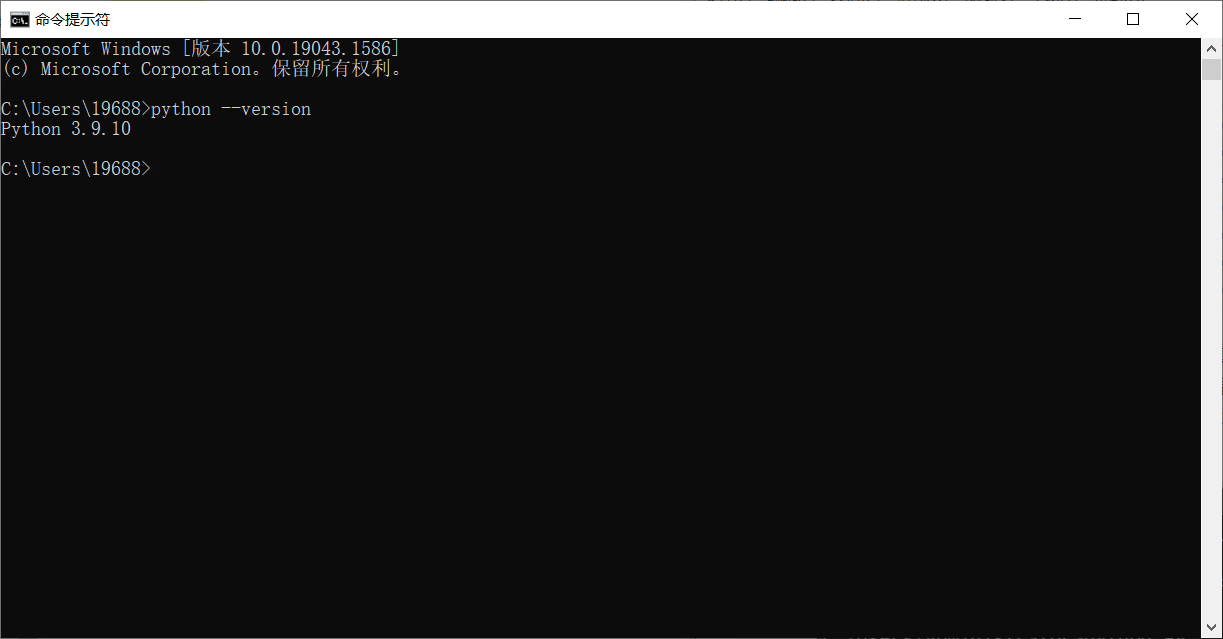 命令提示符
Microsoft Windows [版本 10.0.19043.1586]
(c) Microsoft Corporation。保留所有权利。
C:\Users\19688>python --version
Python 3.9.10
C:\Users\19688>